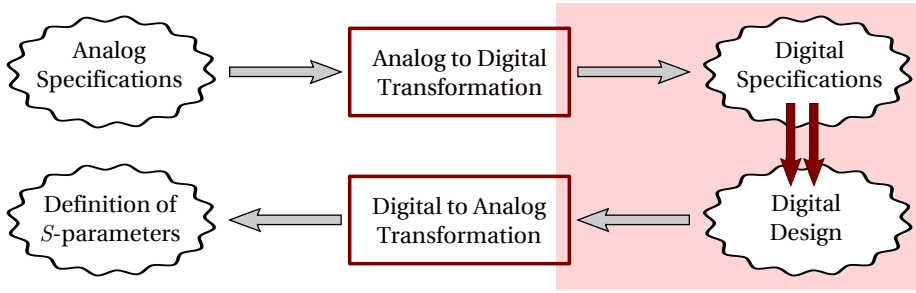 Analog
Specifications
Analog to Digital
Transformation
Digital
Specifications
Definition of
S-parameters
Digital to Analog
Transformation
Digital
Design